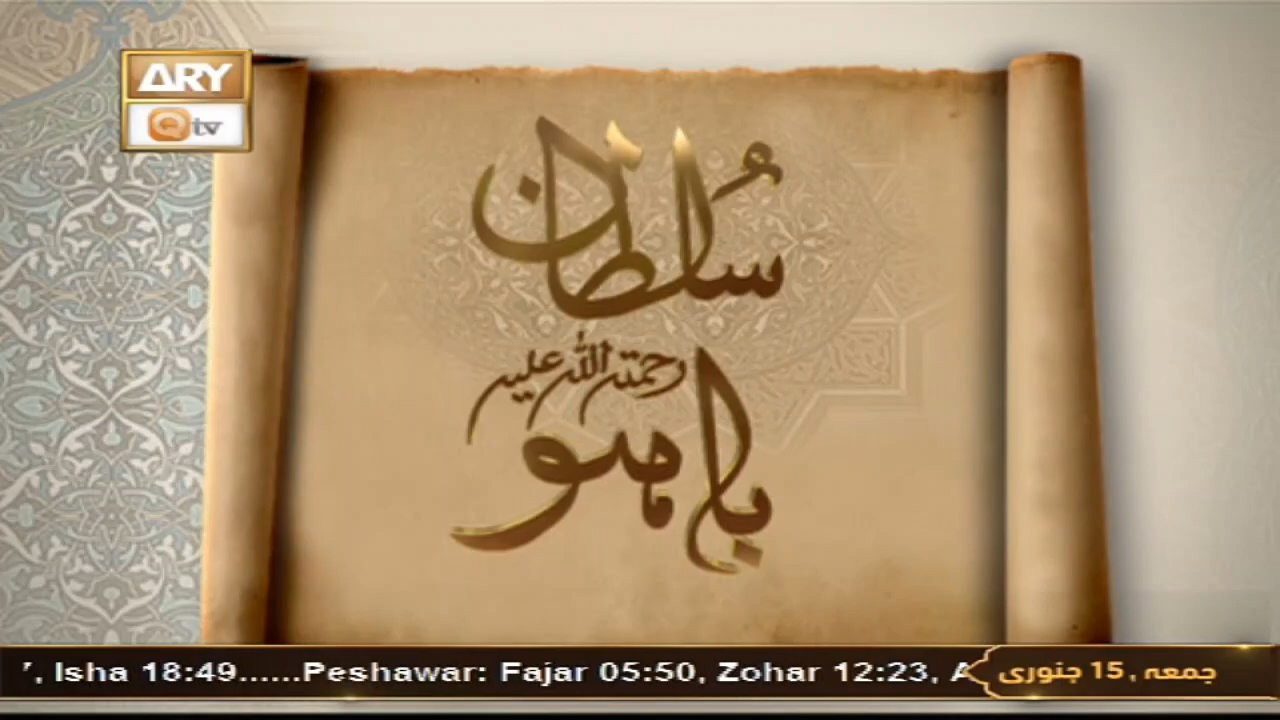 ARY
Qtv
سُلطان
رحمتہ اللہ علیہ
باہو
’, Isha 18:49......Peshawar: Fajar 05:50, Zohar 12:23, A
جمعہ, 15 جنوری